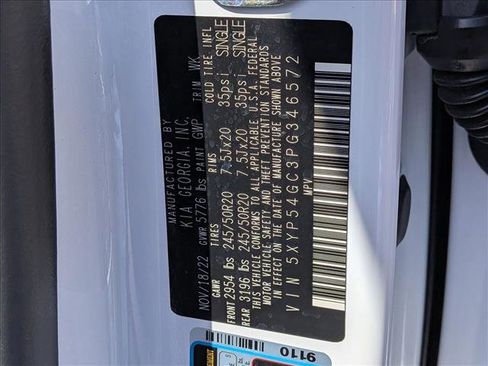 MANUFACTURED BY
KIA GEORGIA, INC.
NOV/18/22 GVWR 5776 lbs PAINT GWP TRIM WK
GAWR TIRES RIMS COLD TIRE INFL
FRONT 2954 lbs 245/50R20 7.5Jx20 35psi SINGLE
REAR 3196 lbs 245/50R20 7.5Jx20 35psi SINGLE
THIS VEHICLE CONFORMS TO ALL APPLICABLE U.S.A. FEDERAL
MOTOR VEHICLE SAFETY AND THEFT PREVENTION STANDARDS
IN EFFECT ON THE DATE OF MANUFACTURE SHOWN ABOVE
VIN 5XYP54GC3PG346572
MPV
9110